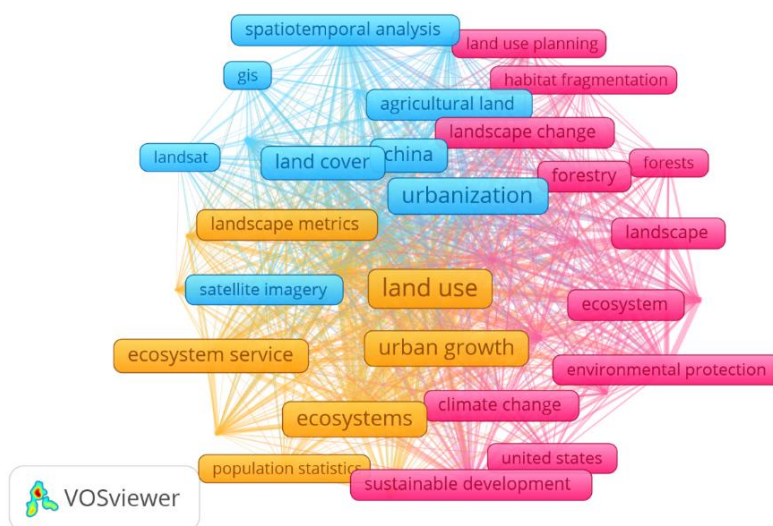 spatiotemporal analysis
land use planning
gis
habitat fragmentation
agricultural land
landscape change
landsat
land cover
china
forestry
forests
urbanization
landscape metrics
landscape
satellite imagery
land use
ecosystem
ecosystem service
urban growth
environmental protection
climate change
ecosystems
population statistics
united states
sustainable development
VOSviewer